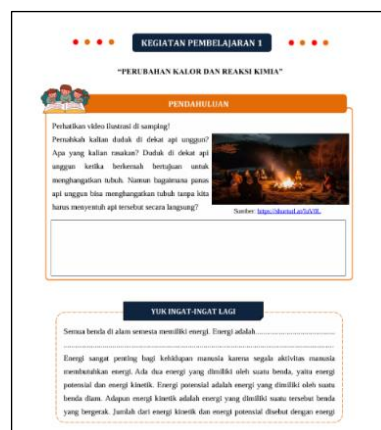 KEGIATAN PEMBELAJARAN 1
"PERUBAHAN KALOR DAN REAKSI KIMIA"
PENDAHULUAN
Perhatikan video ilustrasi di samping!
Pernahkah kalian duduk di dekat api unggun?
Apa yang kalian rasakan? Duduk di dekat api
unggun ketika berkemah bertujuan untuk
menghangatkan tubuh. Namun bagaimana panas
api unggun bisa menghangatkan tubuh tanpa kita
harus menyentuh api tersebut secara langsung?
Sumber:
YUK INGAT-INGAT LAGI
Semua benda di alam semesta memiliki energi. Energi adalah....................................
....................................................................................................................
Energi sangat penting bagi kehidupan manusia karena segala aktivitas manusia
membutuhkan energi. Ada dua energi yang dimiliki oleh suatu benda, yaitu energi
potensial dan energi kinetik. Energi potensial adalah energi yang dimiliki oleh suatu
benda diam. Adapun energi kinetik adalah energi yang dimiliki suatu tersebut benda
yang bergerak. Jumlah dari energi kinetik dan energi potensial disebut dengan energi